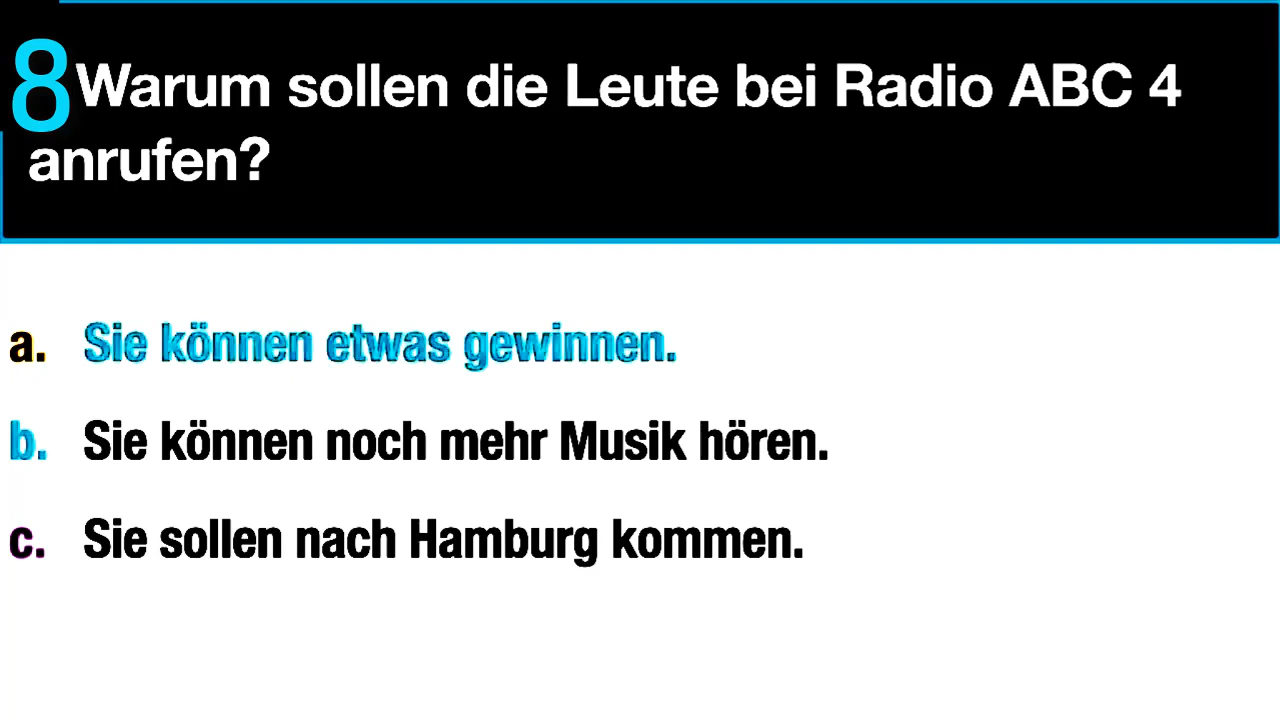 8 Warum sollen die Leute bei Radio ABC 4
anrufen?
a. Sie können etwas gewinnen.
b. Sie können noch mehr Musik hören.
c. Sie sollen nach Hamburg kommen.